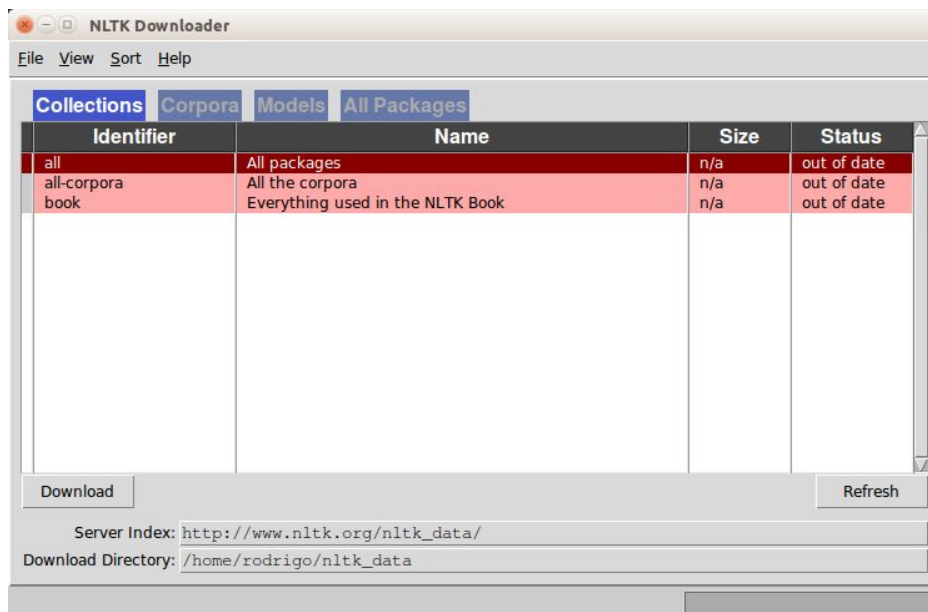 NLTK Downloader
File View Sort Help
Collections Corpora Models All Packages
Identifier Name Size Status
all All packages n/a out of date
all-corpora All the corpora n/a out of date
book Everything used in the NLTK Book n/a out of date
Download Refresh
Server Index: http://www.nltk.org/nltk_data/
Download Directory: /home/rodrigo/nltk_data